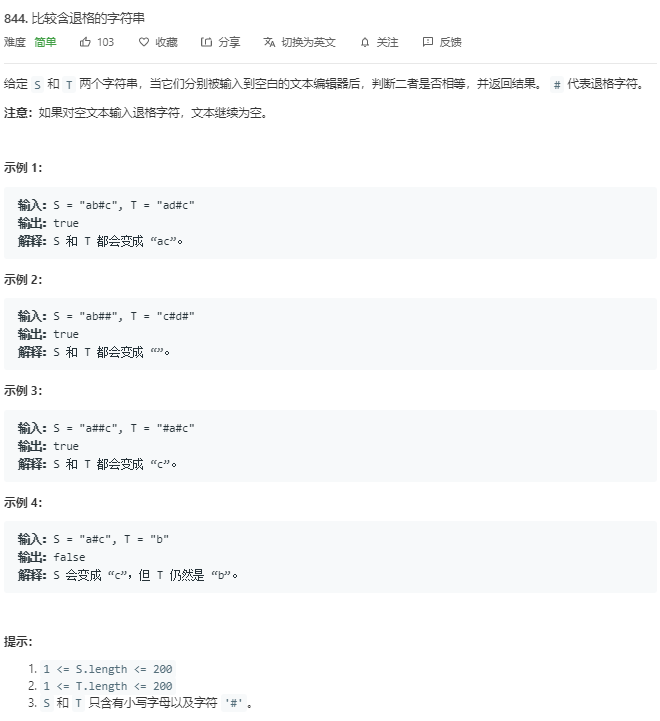 844. 比较含退格的字符串
难度 简单 103 收藏 分享 切换为英文 关注 反馈
给定 S 和 T 两个字符串，当它们分别被输入到空白的文本编辑器后，判断二者是否相等，并返回结果。 # 代表退格字符。
注意：如果对空文本输入退格字符，文本继续为空。
示例 1：
输入：S = "ab#c", T = "ad#c"
输出：true
解释：S 和 T 都会变成 “ac”。
示例 2：
输入：S = "ab##", T = "c#d#"
输出：true
解释：S 和 T 都会变成 “”。
示例 3：
输入：S = "a##c", T = "#a#c"
输出：true
解释：S 和 T 都会变成 “c”。
示例 4：
输入：S = "a#c", T = "b"
输出：false
解释：S 会变成 “c”，但 T 仍然是 “b”。
提示：
1. 1 <= S.length <= 200
2. 1 <= T.length <= 200
3. S 和 T 只含有小写字母以及字符 '#'。